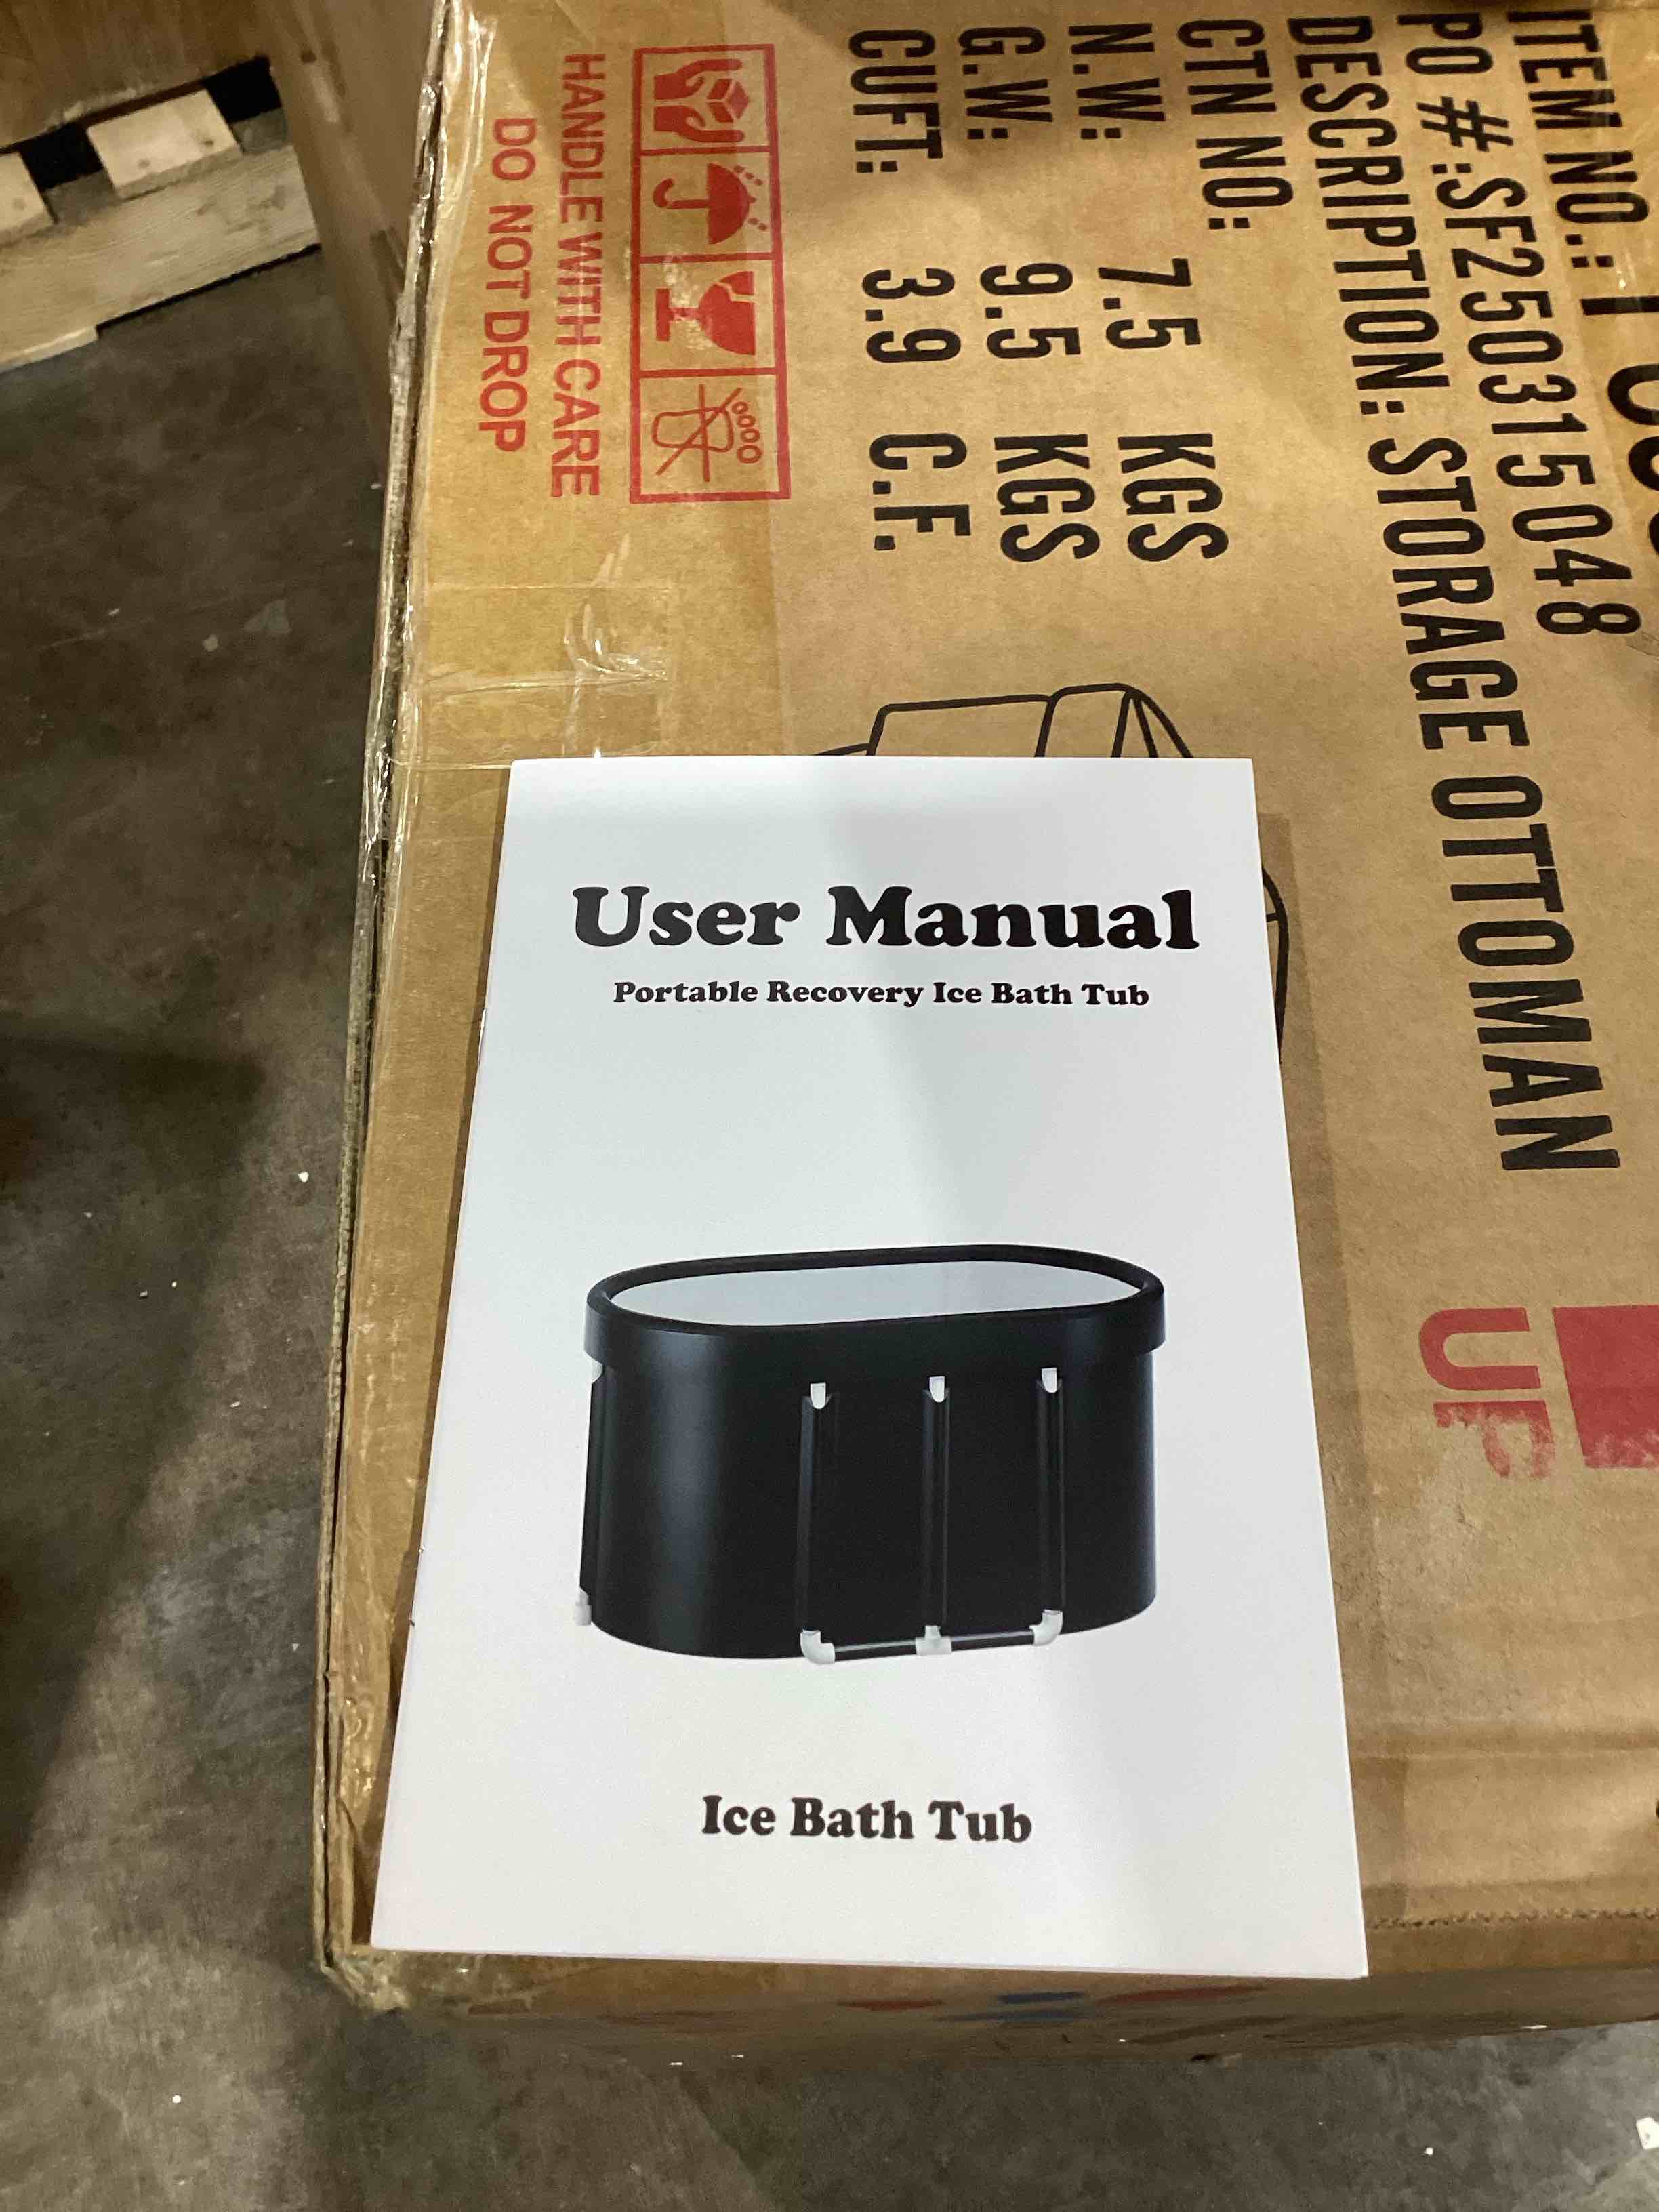 ITEM NO.:
PO #:SF250315048
DESCRIPTION: STORAGE OTTOMAN
CTN NO:
N.W: 7.5 KGS
G.W: 9.5 KGS
CUFT: 3.9 C.F.
HANDLE WITH CARE
DO NOT DROP
UP
User Manual
Portable Recovery Ice Bath Tub
Ice Bath Tub